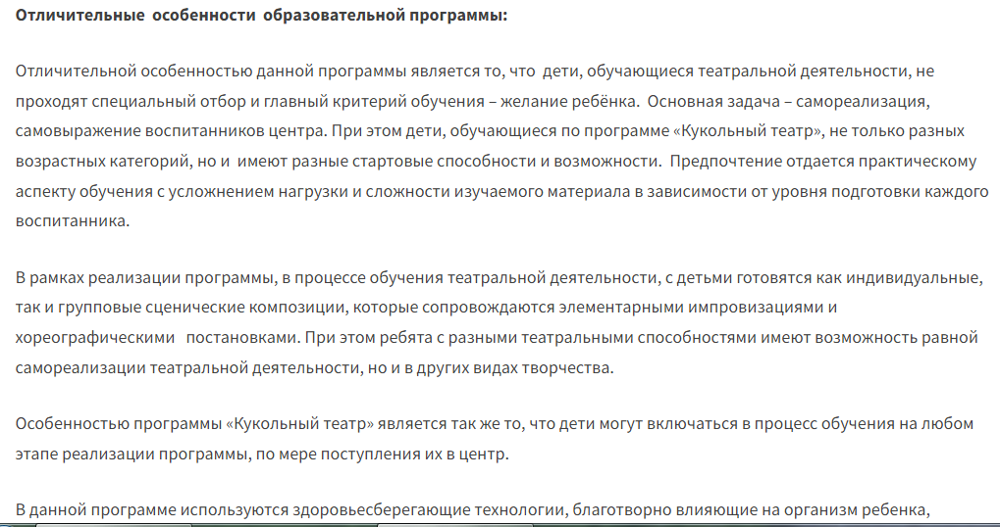 Отличительные особенности образовательной программы:
Отличительной особенностью данной программы является то, что дети, обучающиеся театральной деятельности, не
проходят специальный отбор и главный критерий обучения – желание ребёнка. Основная задача – самореализация,
самовыражение воспитанников центра. При этом дети, обучающиеся по программе «Кукольный театр», не только разных
возрастных категорий, но и имеют разные стартовые способности и возможности. Предпочтение отдается практическому
аспекту обучения с усложнением нагрузки и сложности изучаемого материала в зависимости от уровня подготовки каждого
воспитанника.
В рамках реализации программы, в процессе обучения театральной деятельности, с детьми готовятся как индивидуальные,
так и групповые сценические композиции, которые сопровождаются элементарными импровизациями и
хореографическими постановками. При этом ребята с разными театральными способностями имеют возможность равной
самореализации театральной деятельности, но и в других видах творчества.
Особенностью программы «Кукольный театр» является так же то, что дети могут включаться в процесс обучения на любом
этапе реализации программы, по мере поступления их в центр.
В данной программе используются здоровьесберегающие технологии, благотворно влияющие на организм ребенка,